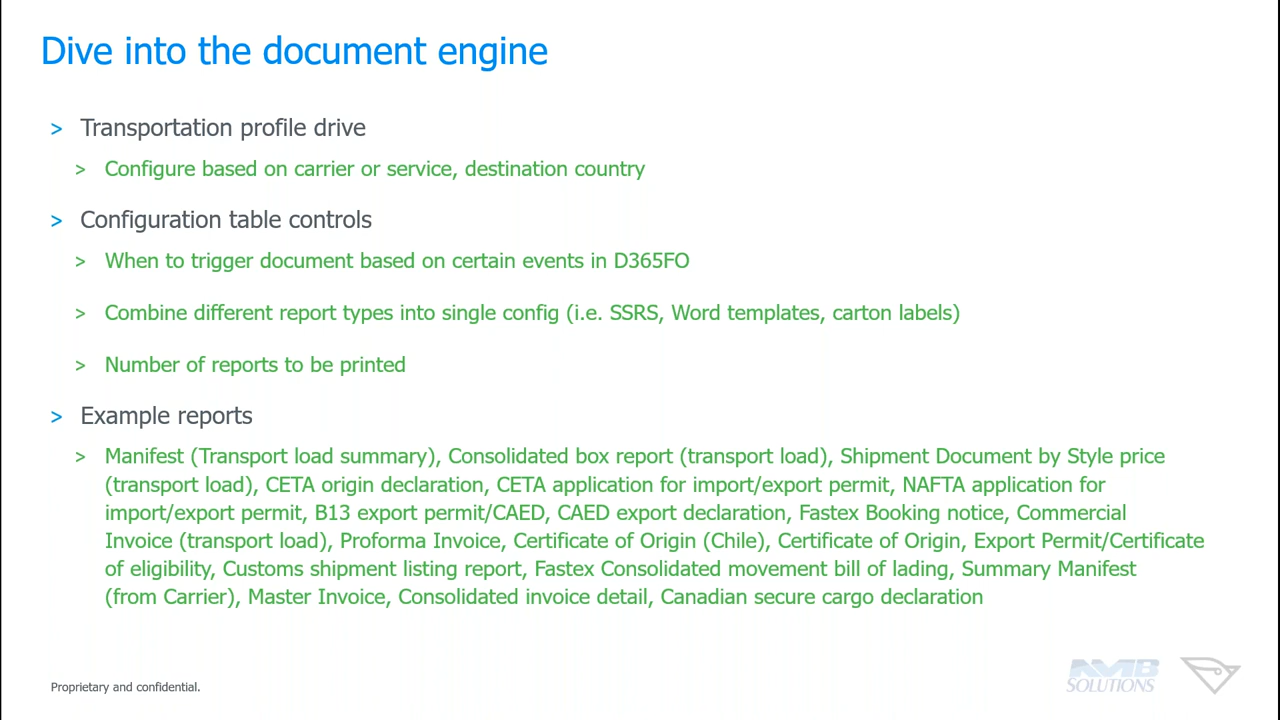 Dive into the document engine
> Transportation profile drive
> Configure based on carrier or service, destination country
> Configuration table controls
> When to trigger document based on certain events in D365FO
> Combine different report types into single config (i.e. SSRS, Word templates, carton labels)
> Number of reports to be printed
> Example reports
> Manifest (Transport load summary), Consolidated box report (transport load), Shipment Document by Style price
(transport load), CETA origin declaration, CETA application for import/export permit, NAFTA application for
import/export permit, B13 export permit/CAED, CAED export declaration, Fastex Booking notice, Commercial
Invoice (transport load), Proforma Invoice, Certificate of Origin (Chile), Certificate of Origin, Export Permit/Certificate
of eligibility, Customs shipment listing report, Fastex Consolidated movement bill of lading, Summary Manifest
(from Carrier), Master Invoice, Consolidated invoice detail, Canadian secure cargo declaration
Proprietary and confidential.
NMB
SOLUTIONS